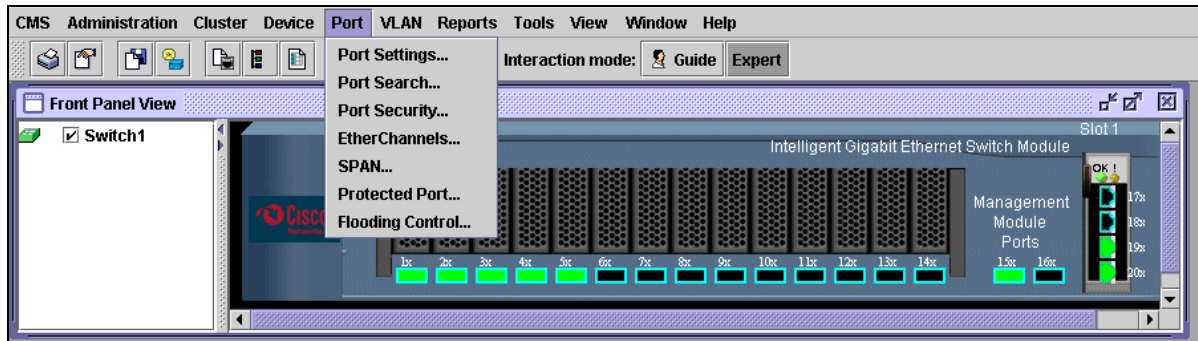 CMS Administration Cluster Device Port VLAN Reports Tools View Window Help
Interaction mode: Guide Expert
Port Settings...
Port Search...
Port Security...
EtherChannels...
SPAN...
Protected Port...
Flooding Control...
Front Panel View
Switch1
Slot 1
Intelligent Gigabit Ethernet Switch Module
OK !
Cisco
Management
Module
Ports
17x
18x
19x
20x
1x 2x 3x 4x 5x 6x 7x 8x 9x 10x 11x 12x 13x 14x 15x 16x